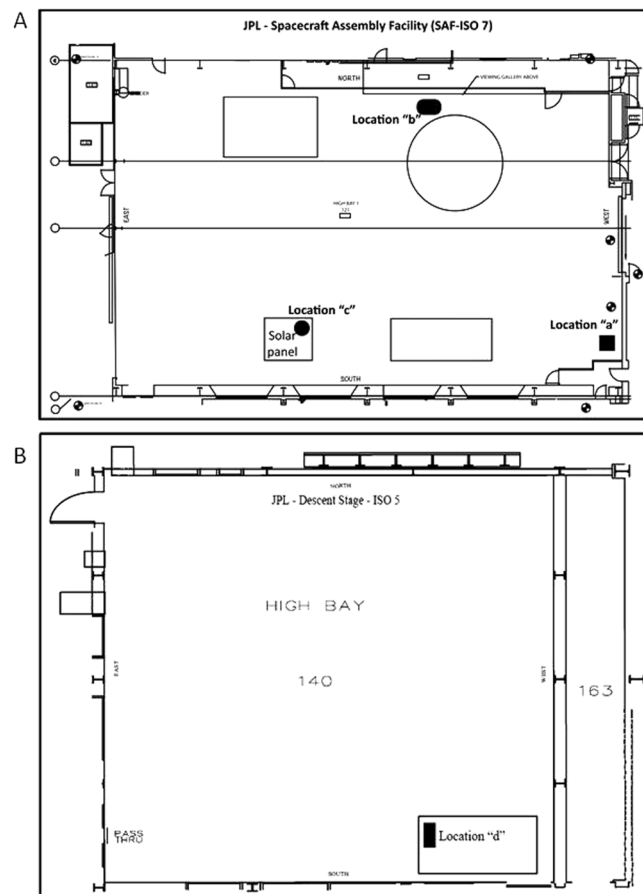 A
JPL - Spacecraft Assembly Facility (SAF-ISO 7)
NORTH
VIEWING GALLERY ABOVE
Location "b"
EAST
HIGH BAY 1
WEST
Location "c"
Solar
panel
Location "a"
SOUTH
B
NORTH
JPL - Descent Stage - ISO 5
HIGH BAY
EAST
140
WEST
163
PASS
THRU
Location "d"
SOUTH